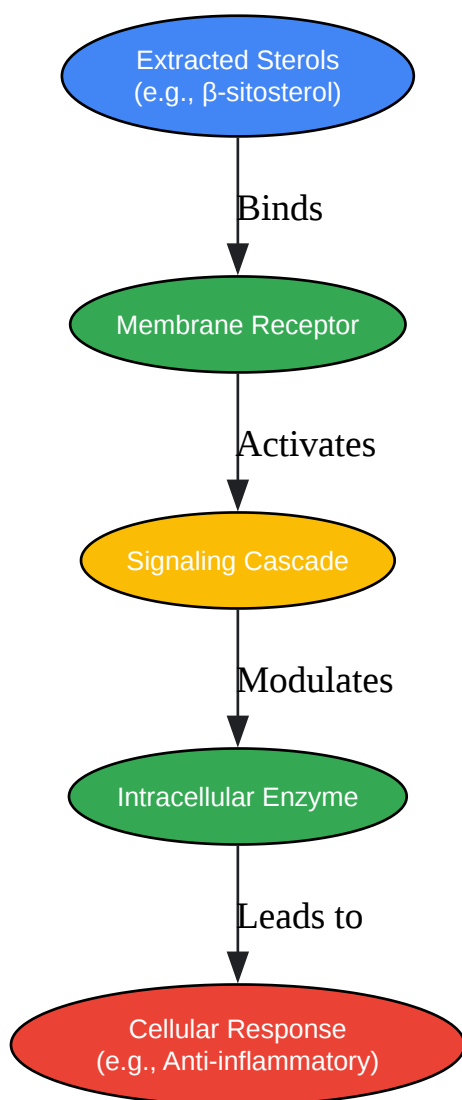 Extracted Sterols
(e.g., β-sitosterol)
Binds
Membrane Receptor
Activates
Signaling Cascade
Modulates
Intracellular Enzyme
Leads to
Cellular Response
(e.g., Anti-inflammatory)